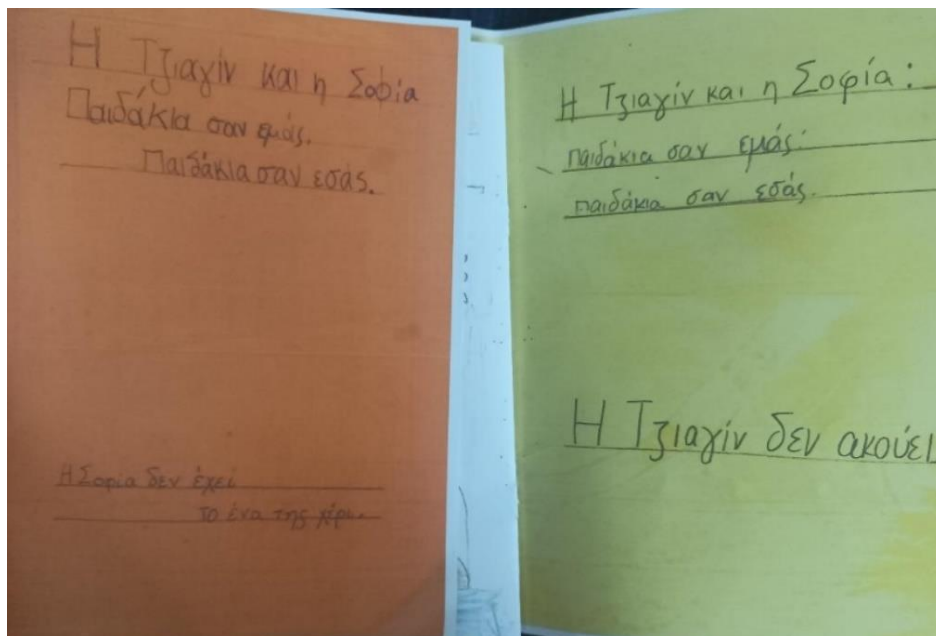 Η Τζιαγίν και η Σοφία
Παιδάκια σαν εμάς.
Παιδάκια σαν εσάς.
Η Σοφία δεν έχει
το ένα της χέρι.
Η Τζιαγίν και η Σοφία:
παιδάκια σαν εμάς.
παιδάκια σαν εσάς.
Η Τζιαγίν δεν ακούει